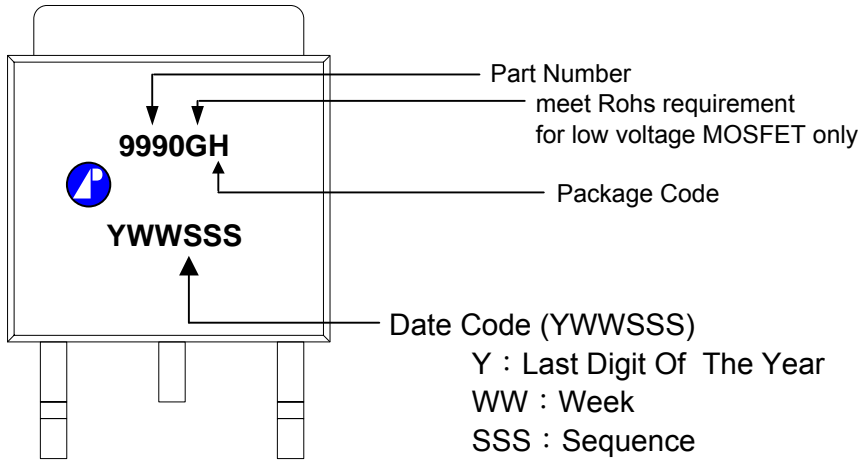 Part Number
meet Rohs requirement
for low voltage MOSFET only
9990GH
Package Code
YWWSSS
Date Code (YWWSSS)
Y：Last Digit Of The Year
WW：Week
SSS：Sequence